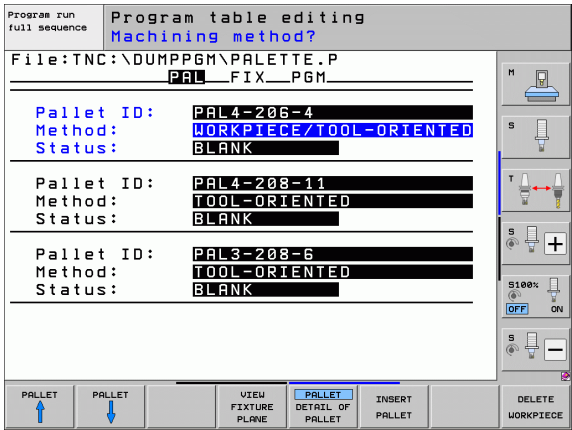 Program run
full sequence
Program table editing
Machining method?
File:TNC:\DUMPPGM\PALETTE.P
PAL FIX PGM
Pallet ID: PAL4-206-4
Method: WORKPIECE/TOOL-ORIENTED
Status: BLANK
Pallet ID: PAL4-208-11
Method: TOOL-ORIENTED
Status: BLANK
Pallet ID: PAL3-208-6
Method: TOOL-ORIENTED
Status: BLANK
M
S
T
S
+
S100%
OFF ON
S
−
PALLET
PALLET
VIEW
FIXTURE
PLANE
PALLET
DETAIL OF
PALLET
INSERT
PALLET
DELETE
WORKPIECE